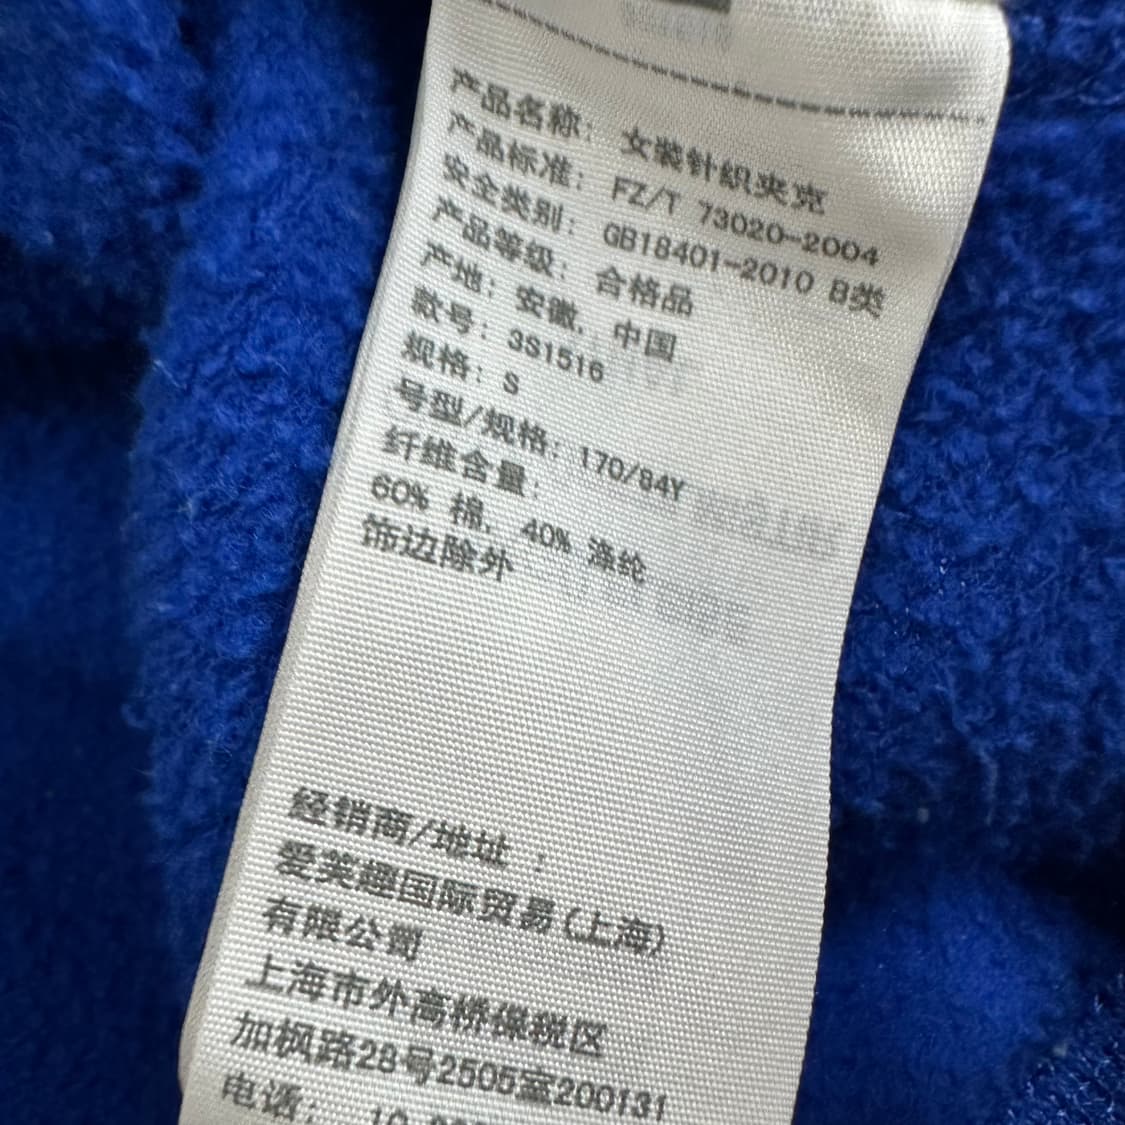 产品名称: 女装针织夹克
产品标准: FZ/T 73020-2004
安全类别: GB18401-2010 B类
产品等级: 合格品
产地: 安徽, 中国
款号: 3S1516
规格: S
号型/规格: 170/84Y
纤维含量:
60% 棉, 40% 涤纶
饰边除外
经销商/地址 :
爱芙趣国际贸易(上海)
有限公司
上海市外高桥保税区
加枫路28号2505室200131
电话: